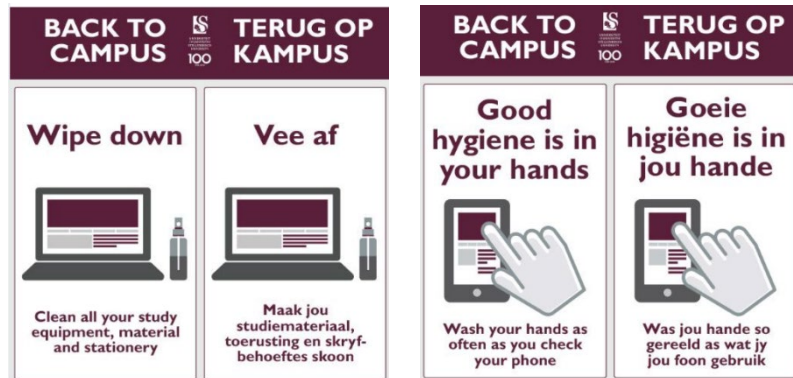 BACK TO
CAMPUS
100
TERUG OP
KAMPUS
Wipe down
Clean all your study
equipment, material
and stationery
Vee af
Maak jou
studiemateriaal,
toerusting en skryf-
behoeftes skoon
BACK TO
CAMPUS
100
TERUG OP
KAMPUS
Good
hygiene is in
your hands
Wash your hands as
often as you check
your phone
Goeie
higiëne is in
jou hande
Was jou hande so
gereeld as wat jy
jou foon gebruik